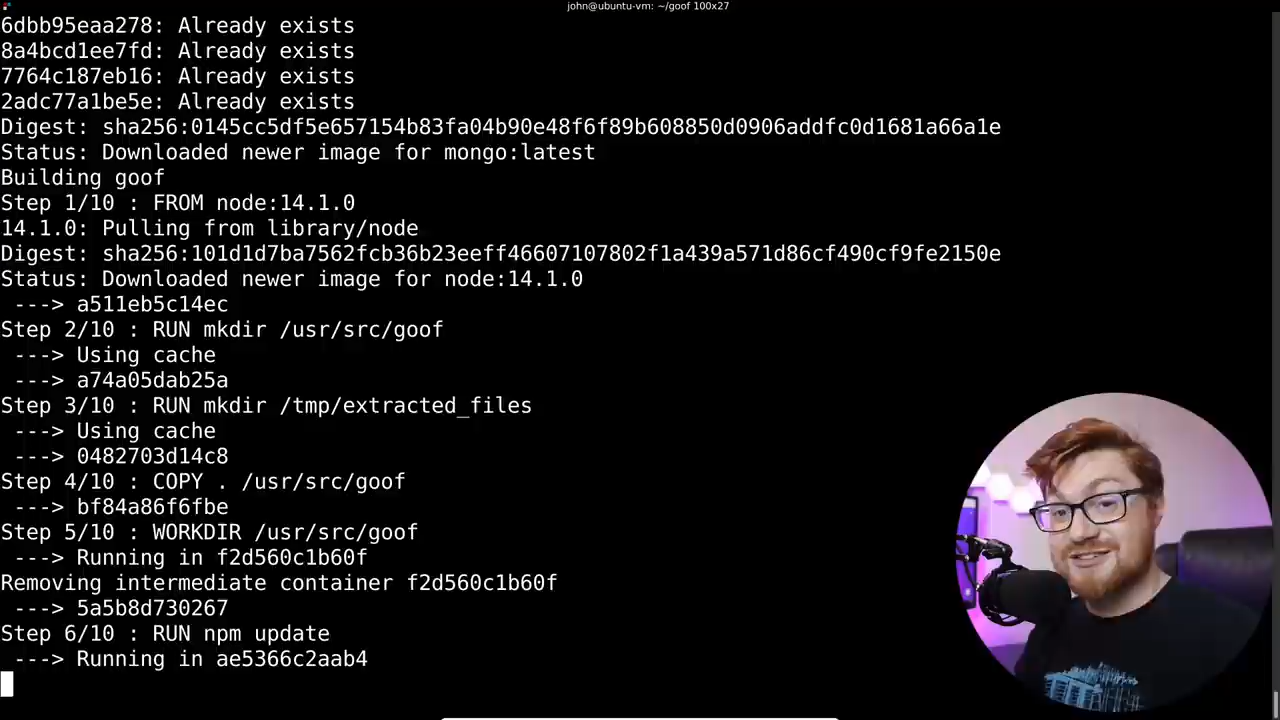 john@ubuntu-vm: ~/goof 100x27
6dbb95eaa278: Already exists
8a4bcd1ee7fd: Already exists
7764c187eb16: Already exists
2adc77a1be5e: Already exists
Digest: sha256:0145cc5df5e657154b83fa04b90e48f6f89b608850d0906addfc0d1681a66a1e
Status: Downloaded newer image for mongo:latest
Building goof
Step 1/10 : FROM node:14.1.0
14.1.0: Pulling from library/node
Digest: sha256:101d1d7ba7562fcb36b23eeff46607107802f1a439a571d86cf490cf9fe2150e
Status: Downloaded newer image for node:14.1.0
---> a511eb5c14ec
Step 2/10 : RUN mkdir /usr/src/goof
---> Using cache
---> a74a05dab25a
Step 3/10 : RUN mkdir /tmp/extracted_files
---> Using cache
---> 0482703d14c8
Step 4/10 : COPY . /usr/src/goof
---> bf84a86f6fbe
Step 5/10 : WORKDIR /usr/src/goof
---> Running in f2d560c1b60f
Removing intermediate container f2d560c1b60f
---> 5a5b8d730267
Step 6/10 : RUN npm update
---> Running in ae5366c2aab4